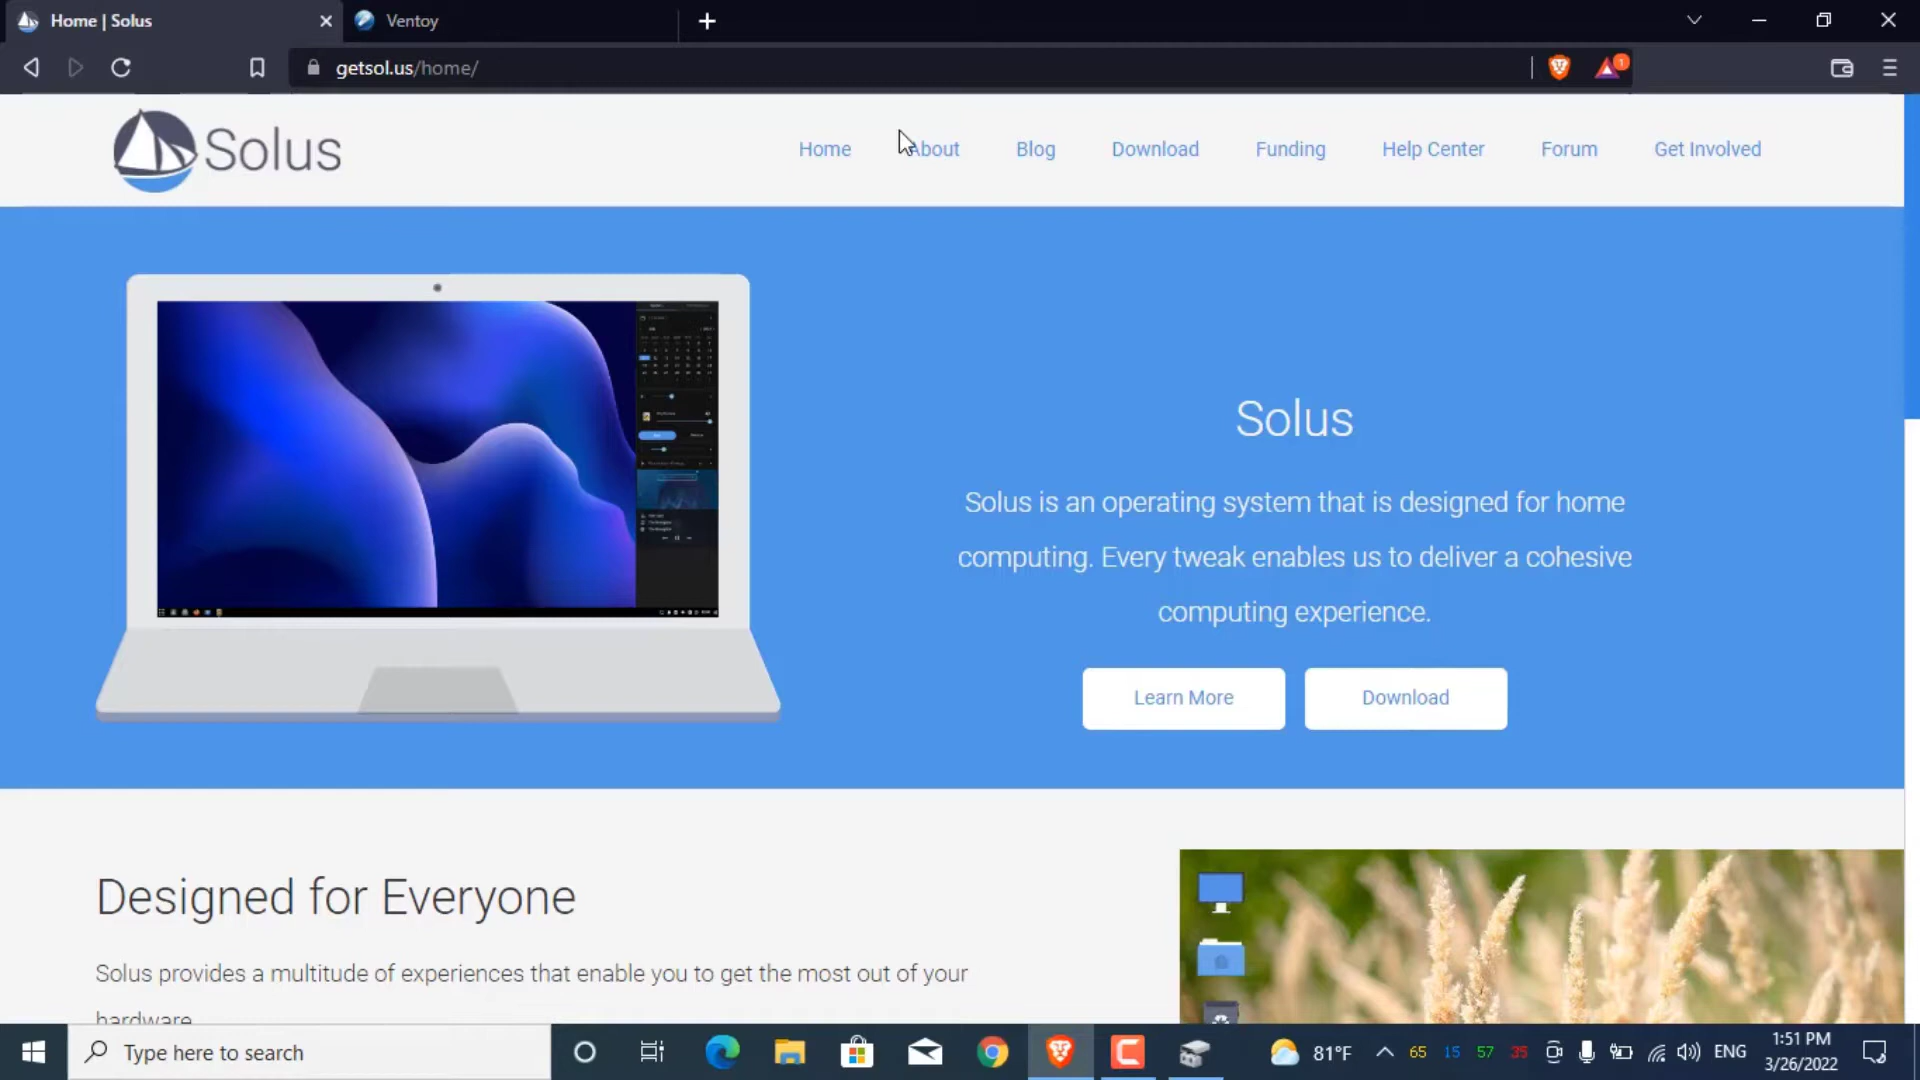 Home | Solus
Ventoy
getsol.us/home/
1
Solus
Home
About
Blog
Download
Funding
Help Center
Forum
Get Involved
Solus
Solus is an operating system that is designed for home
computing. Every tweak enables us to deliver a cohesive
computing experience.
Learn More
Download
Designed for Everyone
Solus provides a multitude of experiences that enable you to get the most out of your
hardware.
Type here to search
81°F
65
15
57
35
ENG
1:51 PM
3/26/2022